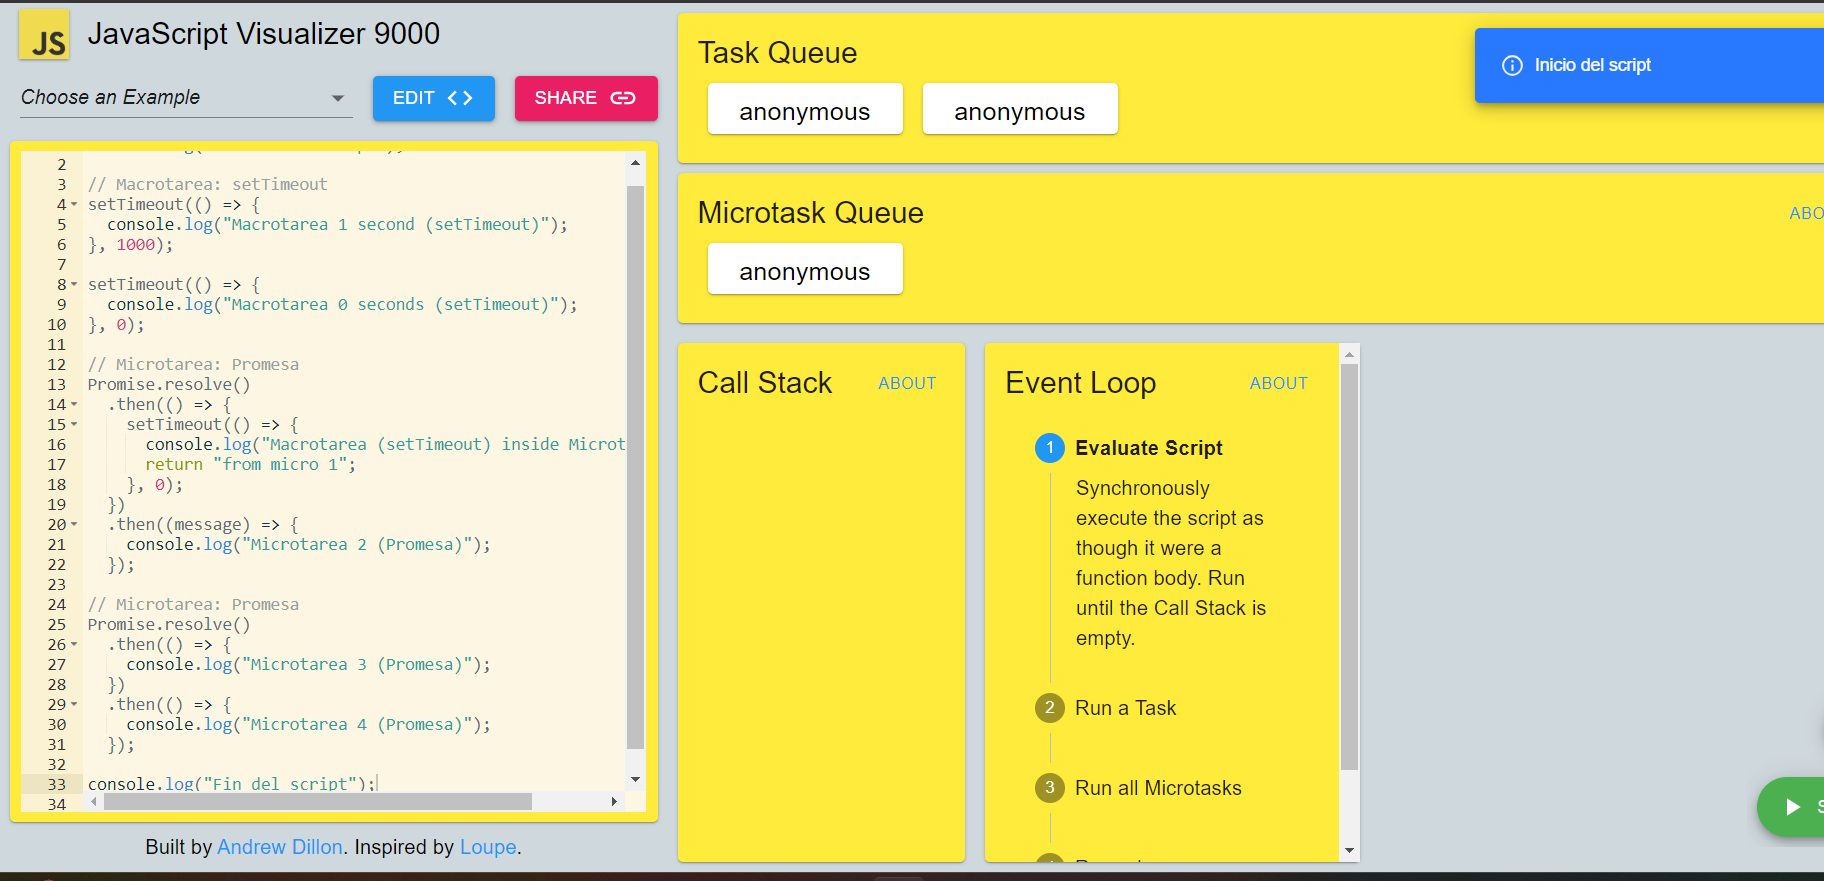 JS JavaScript Visualizer 9000
Choose an Example
EDIT
SHARE
2
3 // Macrotarea: setTimeout
4 setTimeout(() => {
5 console.log("Macrotarea 1 second (setTimeout)");
6 }, 1000);
7
8 setTimeout(() => {
9 console.log("Macrotarea 0 seconds (setTimeout)");
10 }, 0);
11
12 // Microtarea: Promesa
13 Promise.resolve()
14 .then(() => {
15 setTimeout(() => {
16 console.log("Macrotarea (setTimeout) inside Microt
17 return "from micro 1";
18 }, 0);
19 })
20 .then((message) => {
21 console.log("Microtarea 2 (Promesa)");
22 });
23
24 // Microtarea: Promesa
25 Promise.resolve()
26 .then(() => {
27 console.log("Microtarea 3 (Promesa)");
28 })
29 .then(() => {
30 console.log("Microtarea 4 (Promesa)");
31 });
32
33 console.log("Fin del script");
34
Built by Andrew Dillon. Inspired by Loupe.
Task Queue
anonymous anonymous
Inicio del script
Microtask Queue
ABO
anonymous
Call Stack ABOUT
Event Loop ABOUT
1 Evaluate Script
Synchronously
execute the script as
though it were a
function body. Run
until the Call Stack is
empty.
2 Run a Task
3 Run all Microtasks